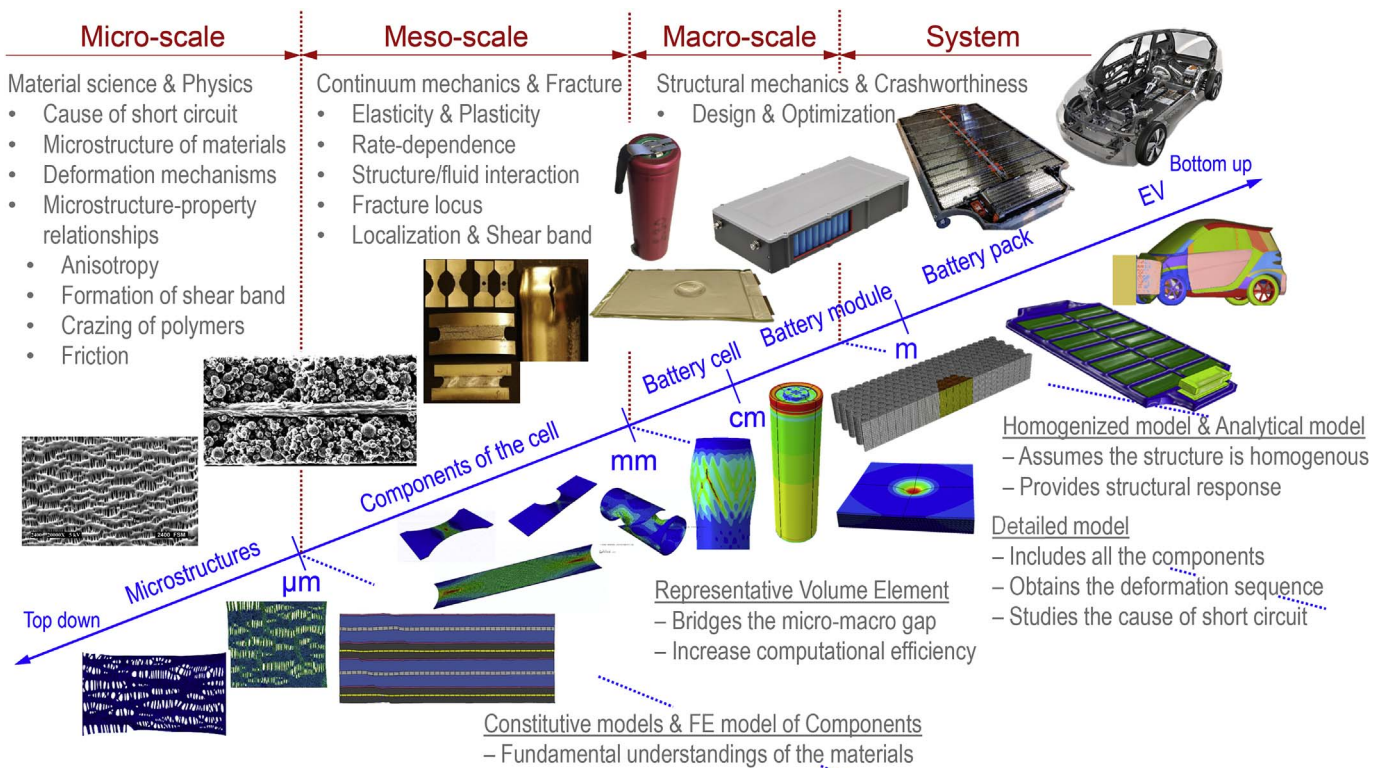 Micro-scale
Meso-scale
Macro-scale
System
Material science & Physics
• Cause of short circuit
• Microstructure of materials
• Deformation mechanisms
• Microstructure-property
relationships
• Anisotropy
• Formation of shear band
• Crazing of polymers
• Friction
Continuum mechanics & Fracture
• Elasticity & Plasticity
• Rate-dependence
• Structure/fluid interaction
• Fracture locus
• Localization & Shear band
Structural mechanics & Crashworthiness
• Design & Optimization
Bottom up
EV
Battery pack
Battery module
Battery cell
Components of the cell
Microstructures
Top down
m
cm
mm
µm
2400 FSM
Homogenized model & Analytical model
– Assumes the structure is homogenous
– Provides structural response
Detailed model
– Includes all the components
– Obtains the deformation sequence
– Studies the cause of short circuit
Representative Volume Element
– Bridges the micro-macro gap
– Increase computational efficiency
Constitutive models & FE model of Components
– Fundamental understandings of the materials